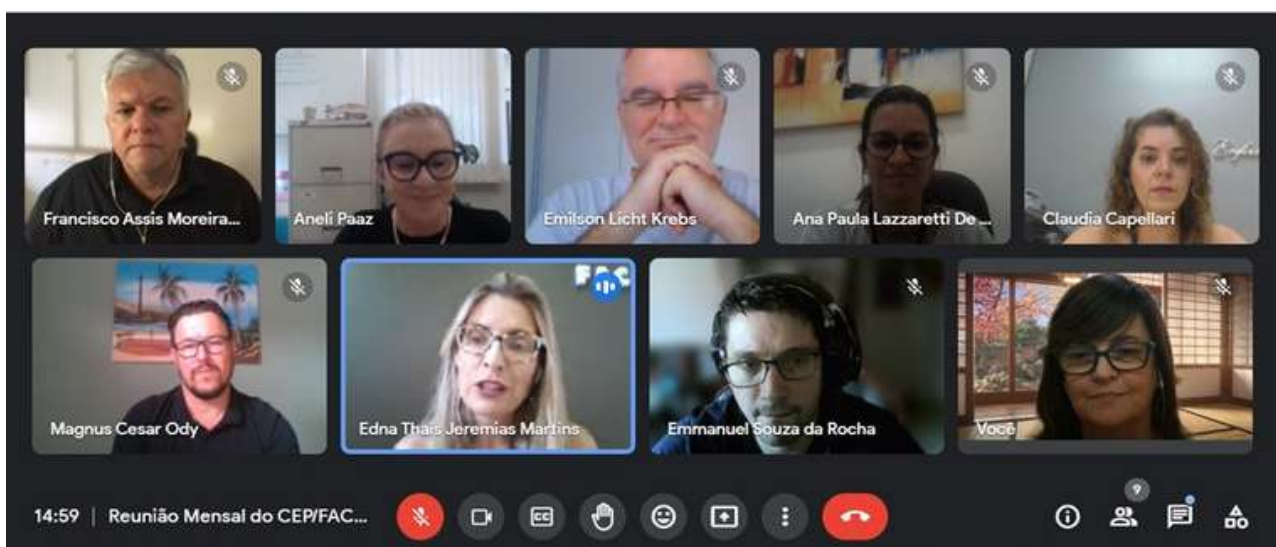 Francisco Assis Moreira...
Aneli Paaz
Emilson Licht Krebs
Ana Paula Lazzaretti De ...
Claudia Capellari
FAC
Magnus Cesar Ody
Edna Thais Jeremias Martins
Emmanuel Souza da Rocha
Você
9
14:59 | Reunião Mensal do CEP/FAC...
CC